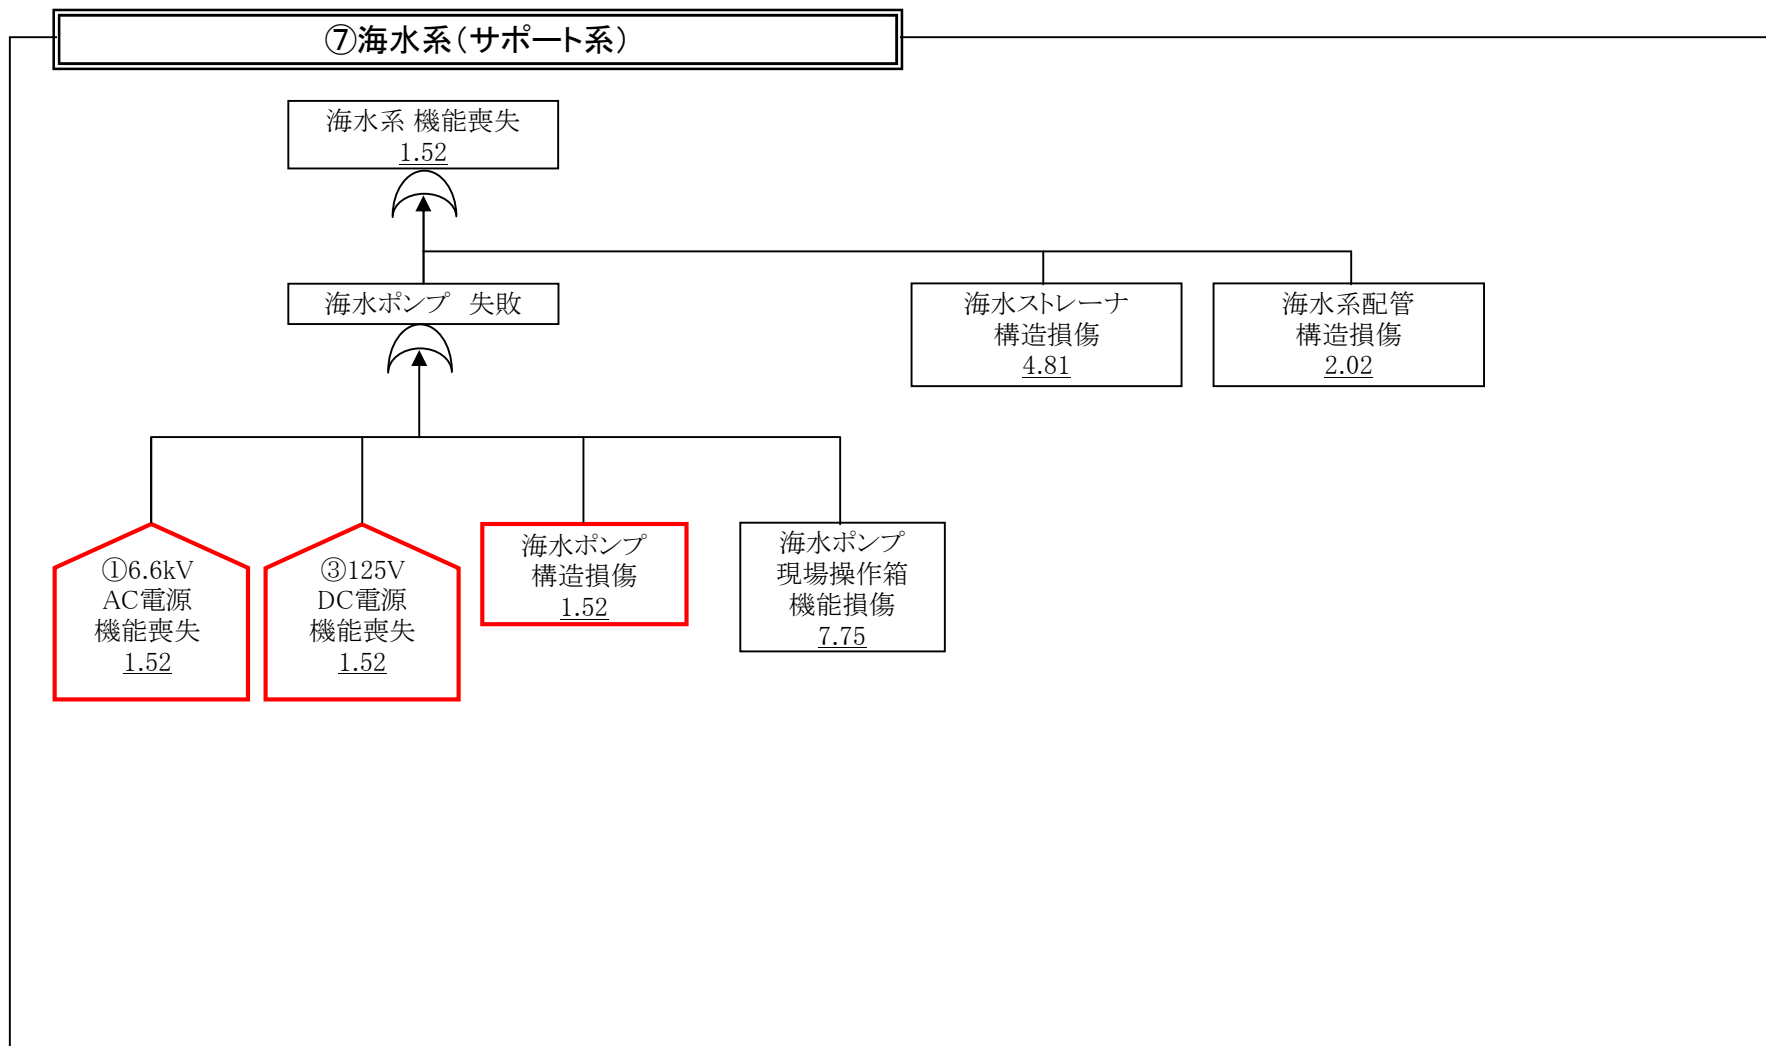 ⑦海水系(サポート系)
海水系 機能喪失
1.52
海水ポンプ 失敗
海水ストレーナ
構造損傷
4.81
海水系配管
構造損傷
2.02
①6.6kV
AC電源
機能喪失
1.52
③125V
DC電源
機能喪失
1.52
海水ポンプ
構造損傷
1.52
海水ポンプ
現場操作箱
機能損傷
7.75